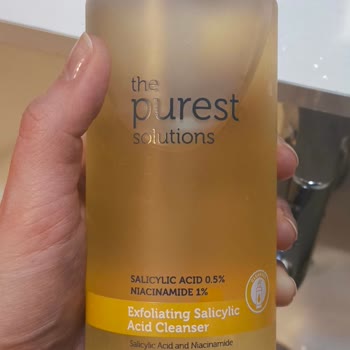 the
purest
solutions
SALICYLIC ACID 0.5%
NIACINAMIDE 1%
Exfoliating Salicylic
Acid Cleanser
Salicylic Acid and Niacinamide